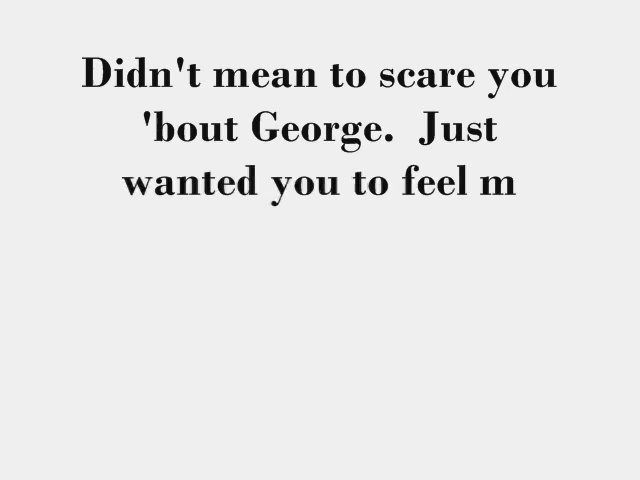 Didn't mean to scare you
'bout George.  Just
wanted you to feel m